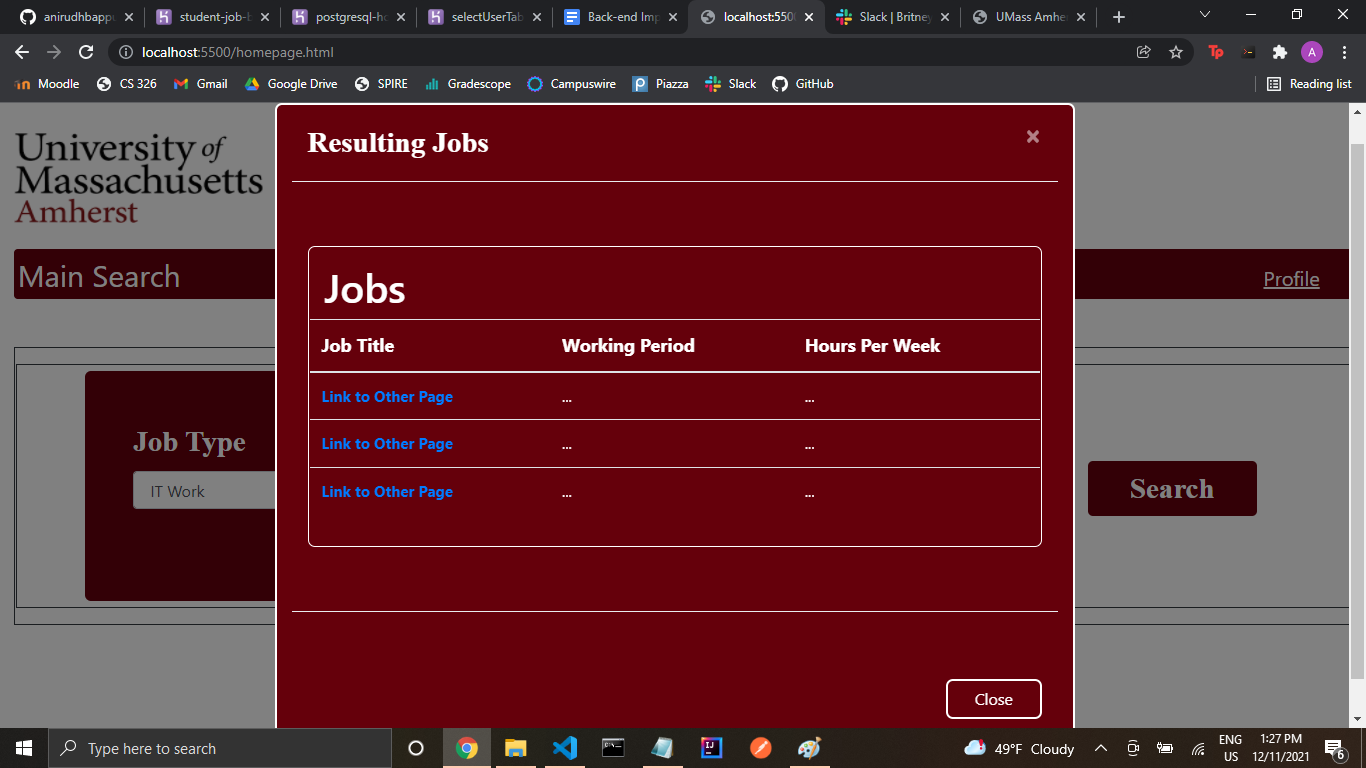 anirudhbappu
student-job-b
postgresql-ho
selectUserTab
Back-end Imp
localhost:5500
Slack | Britney
UMass Amhe
localhost:5500/homepage.html
Tp
A
Moodle
CS 326
Gmail
Google Drive
SPIRE
Gradescope
Campuswire
Piazza
Slack
GitHub
Reading list
University of
Massachusetts
Amherst
Main Search
Profile
Job Type
IT Work
Search
Resulting Jobs
×
Jobs
Job Title Working Period Hours Per Week
Link to Other Page ... ...
Link to Other Page ... ...
Link to Other Page ... ...
Close
Type here to search
49°F Cloudy
ENG
US
1:27 PM
12/11/2021
6